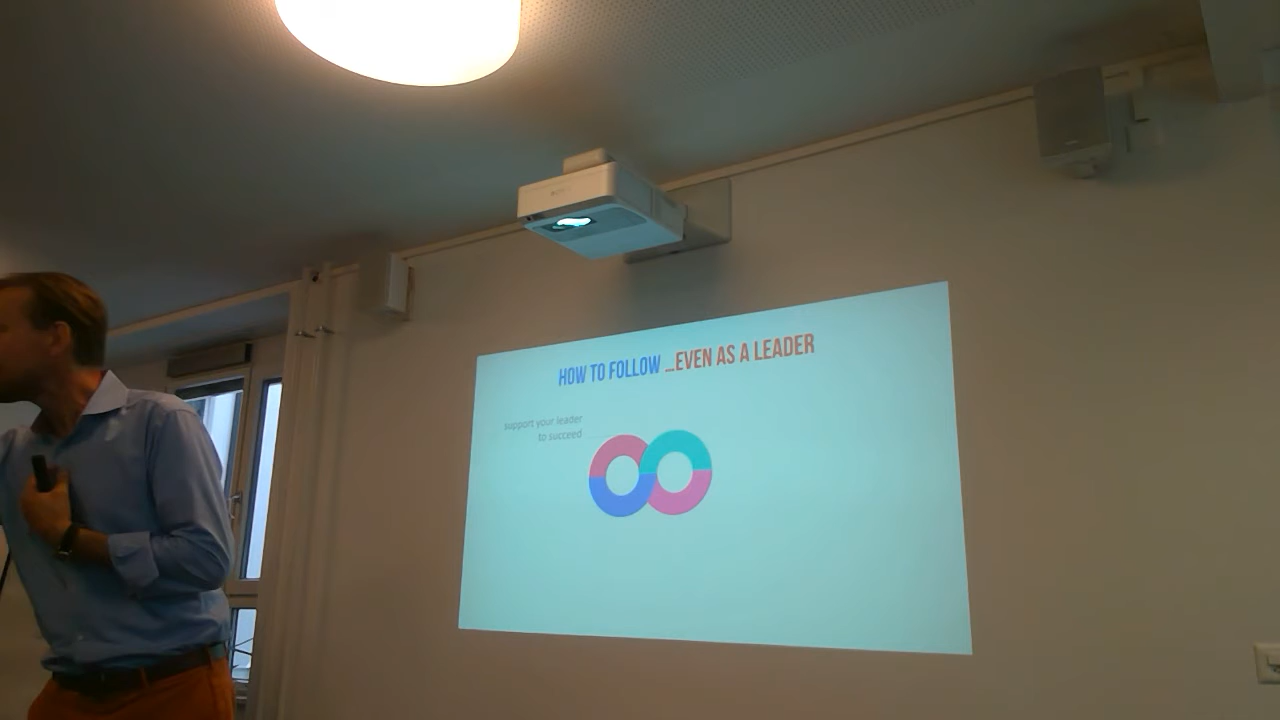 HOW TO FOLLOW ...EVEN AS A LEADER
support your leader
to succeed